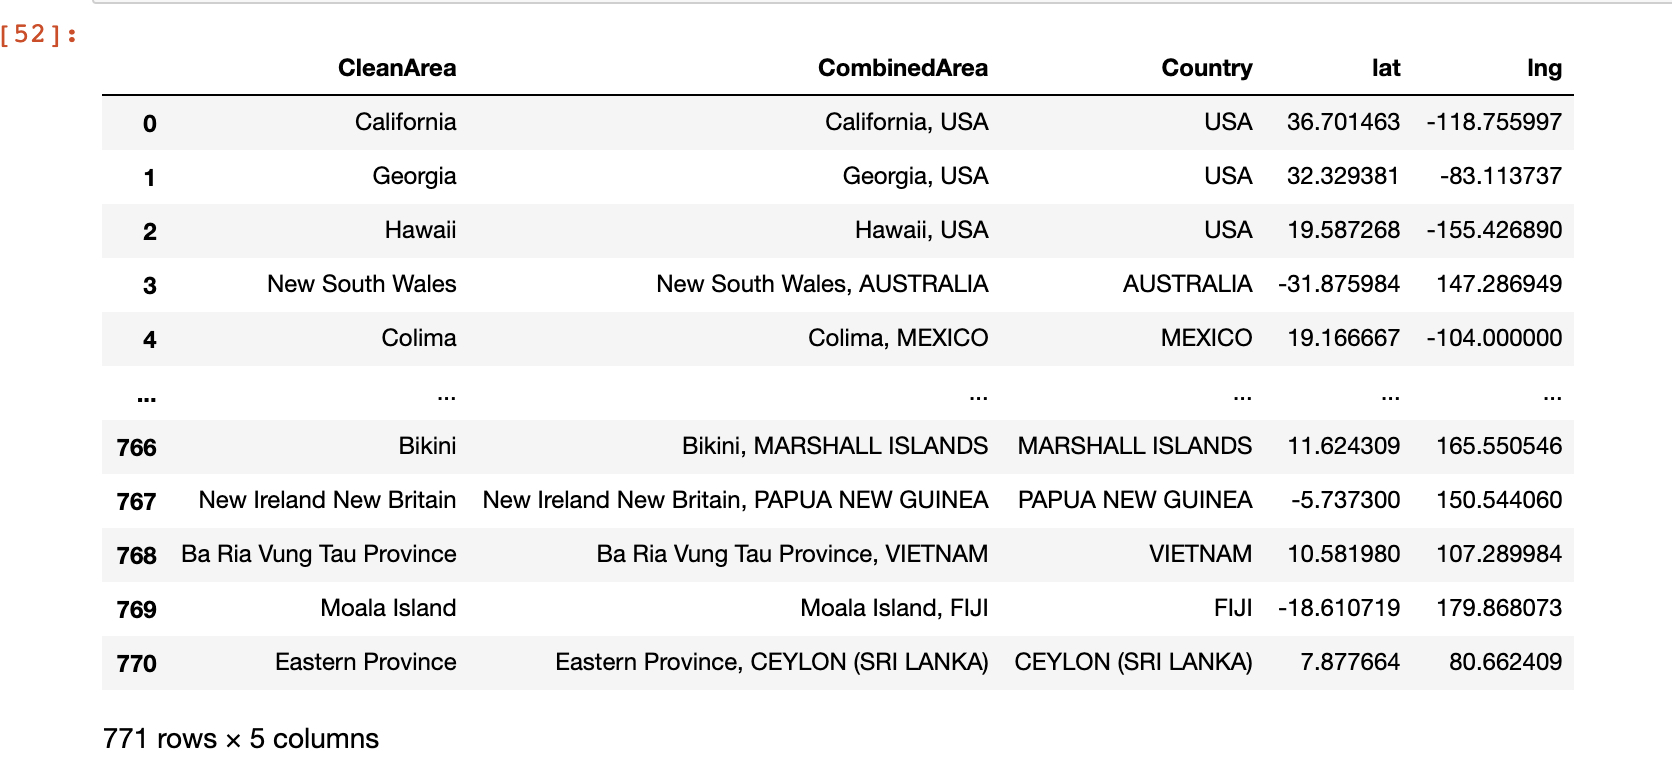 [52]:
CleanArea CombinedArea Country lat lng
0 California California, USA USA 36.701463 -118.755997
1 Georgia Georgia, USA USA 32.329381 -83.113737
2 Hawaii Hawaii, USA USA 19.587268 -155.426890
3 New South Wales New South Wales, AUSTRALIA AUSTRALIA -31.875984 147.286949
4 Colima Colima, MEXICO MEXICO 19.166667 -104.000000
... ... ... ... ... ...
766 Bikini Bikini, MARSHALL ISLANDS MARSHALL ISLANDS 11.624309 165.550546
767 New Ireland New Britain New Ireland New Britain, PAPUA NEW GUINEA PAPUA NEW GUINEA -5.737300 150.544060
768 Ba Ria Vung Tau Province Ba Ria Vung Tau Province, VIETNAM VIETNAM 10.581980 107.289984
769 Moala Island Moala Island, FIJI FIJI -18.610719 179.868073
770 Eastern Province Eastern Province, CEYLON (SRI LANKA) CEYLON (SRI LANKA) 7.877664 80.662409
771 rows × 5 columns